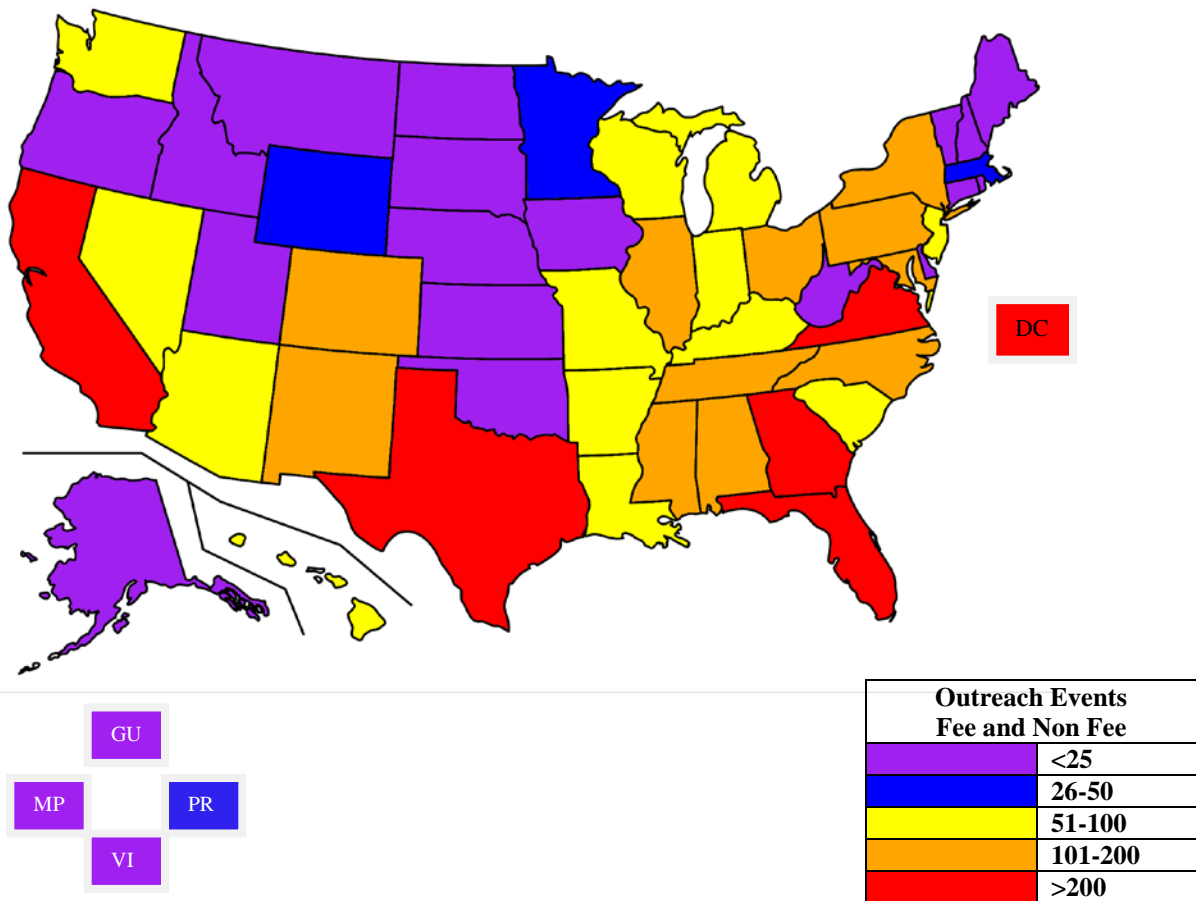 DC
GU
MP
PR
VI
Outreach Events
Fee and Non Fee
<25
26-50
51-100
101-200
>200